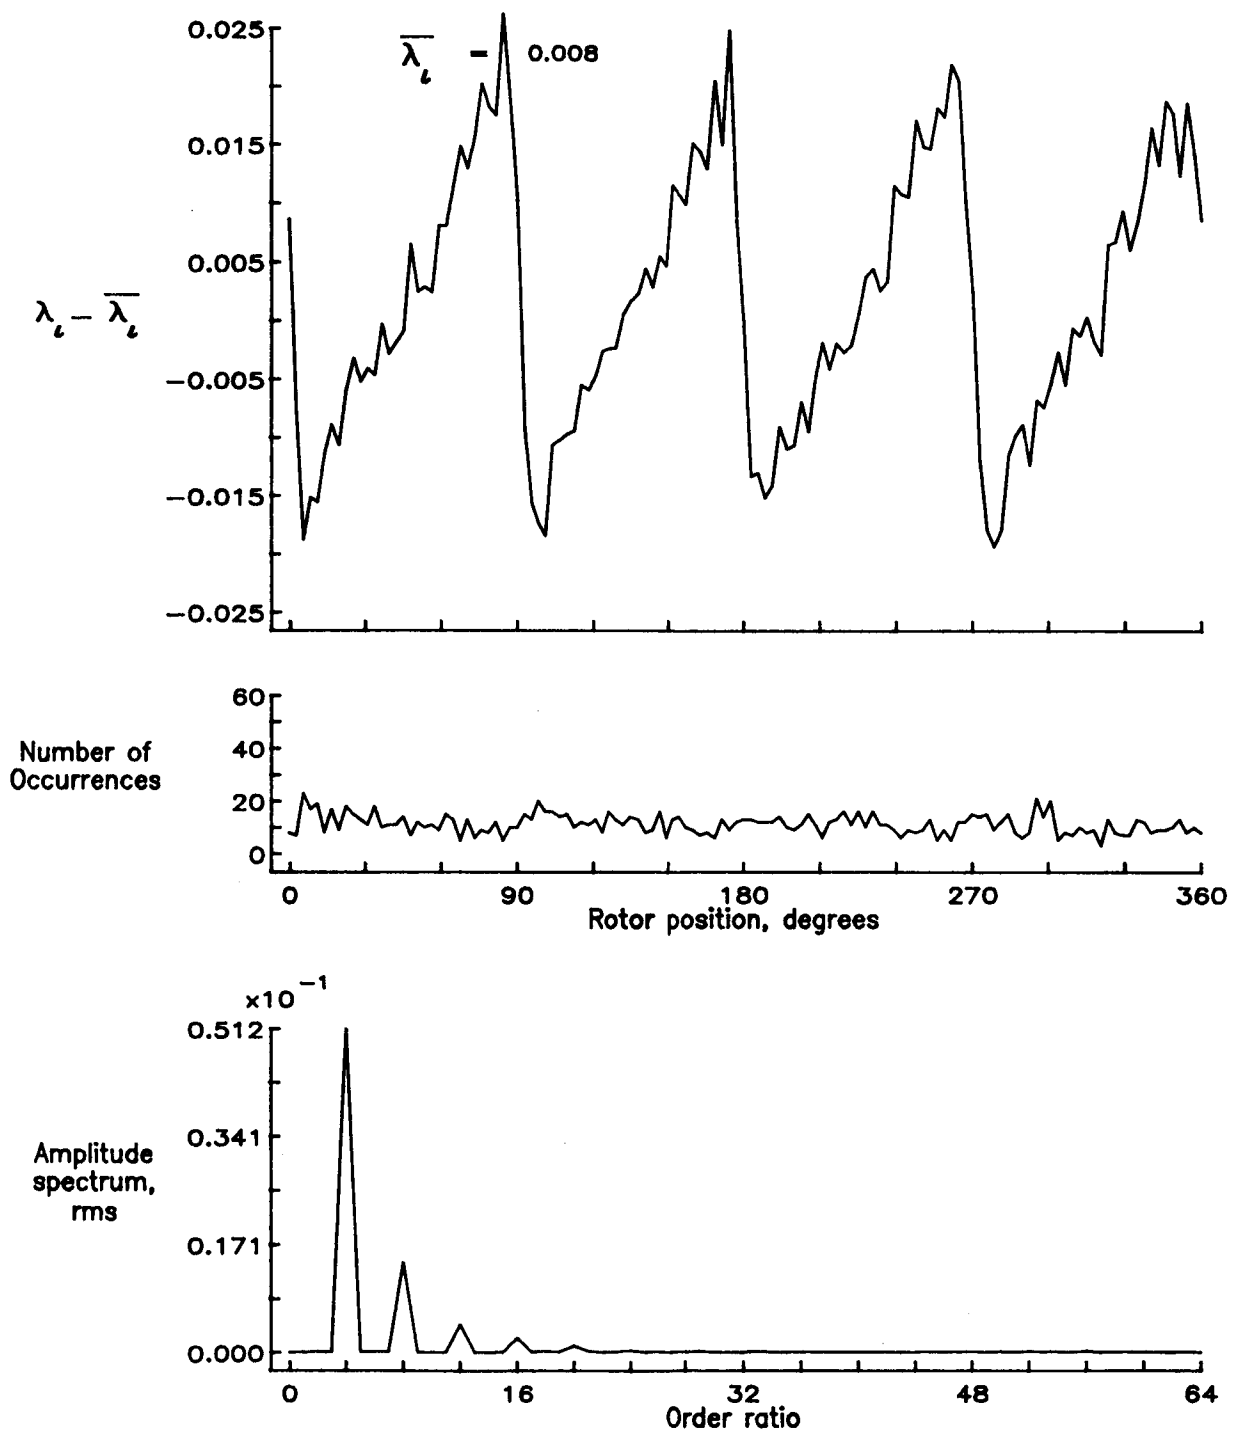 0.025
λ̅ι = 0.008
0.015
0.005
λι – λ̅ι
−0.005
−0.015
−0.025
60
Number of
40
Occurrences
20
0
0 90 180 270 360
Rotor position, degrees
x10⁻¹
0.512
0.341
Amplitude
spectrum,
rms
0.171
0.000
0 16 32 48 64
Order ratio